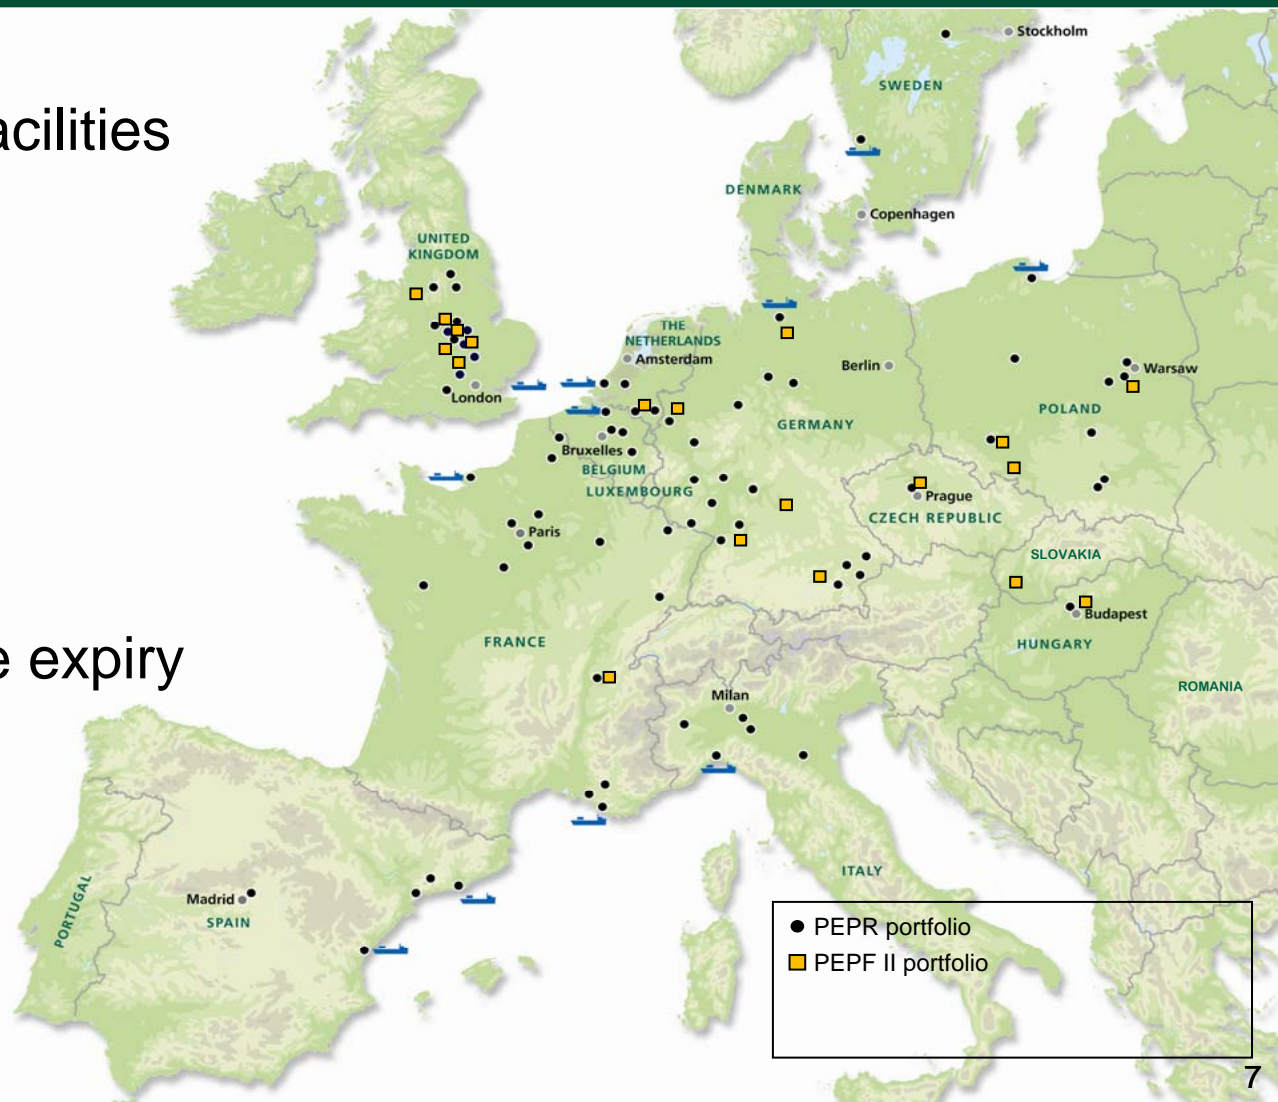 acilities
e expiry
Stockholm
SWEDEN
DENMARK
Copenhagen
UNITED
KINGDOM
THE
NETHERLANDS
Amsterdam
Berlin
Warsaw
London
POLAND
GERMANY
Bruxelles
BELGIUM
LUXEMBOURG
Prague
CZECH REPUBLIC
Paris
SLOVAKIA
Budapest
HUNGARY
FRANCE
ROMANIA
Milan
ITALY
Madrid
SPAIN
PORTUGAL
PEPR portfolio
PEPF II portfolio
7